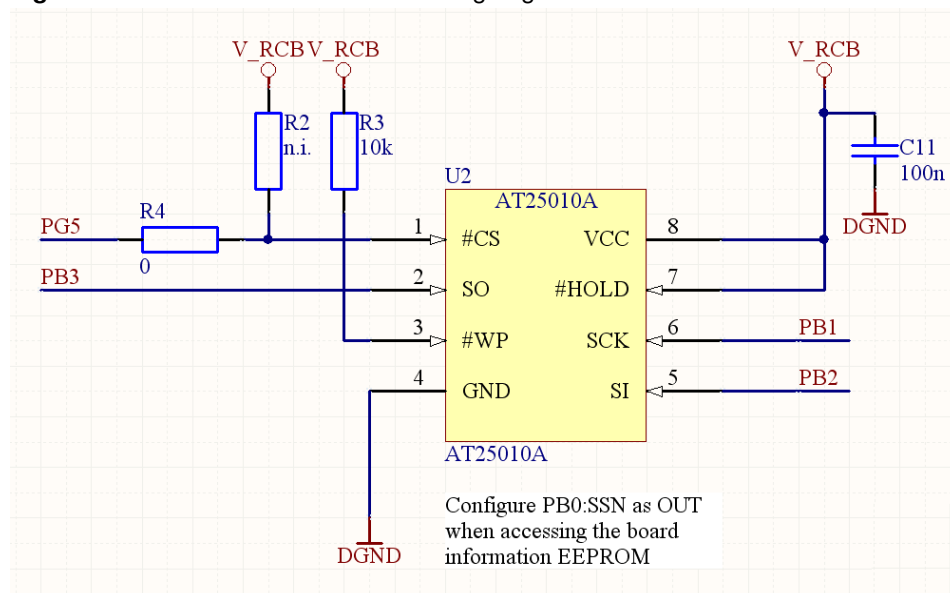 V_RCB V_RCB
V_RCB
R2
n.i.
R3
10k
C11
100n
DGND
U2
AT25010A
R4
0
PG5
PB3
1
#CS
2
SO
3
#WP
4
GND
VCC
8
#HOLD
7
SCK
6
PB1
SI
5
PB2
AT25010A
DGND
Configure PB0:SSN as OUT
when accessing the board
information EEPROM